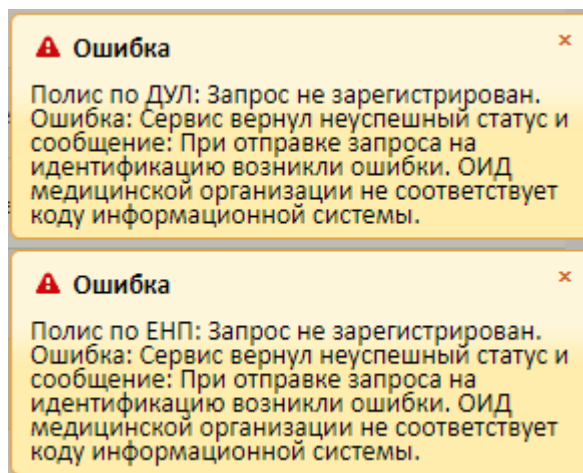 Ошибка
Полис по ДУЛ: Запрос не зарегистрирован.
Ошибка: Сервис вернул неуспешный статус и
сообщение: При отправке запроса на
идентификацию возникли ошибки. ОИД
медицинской организации не соответствует
коду информационной системы.
Ошибка
Полис по ЕНП: Запрос не зарегистрирован.
Ошибка: Сервис вернул неуспешный статус и
сообщение: При отправке запроса на
идентификацию возникли ошибки. ОИД
медицинской организации не соответствует
коду информационной системы.